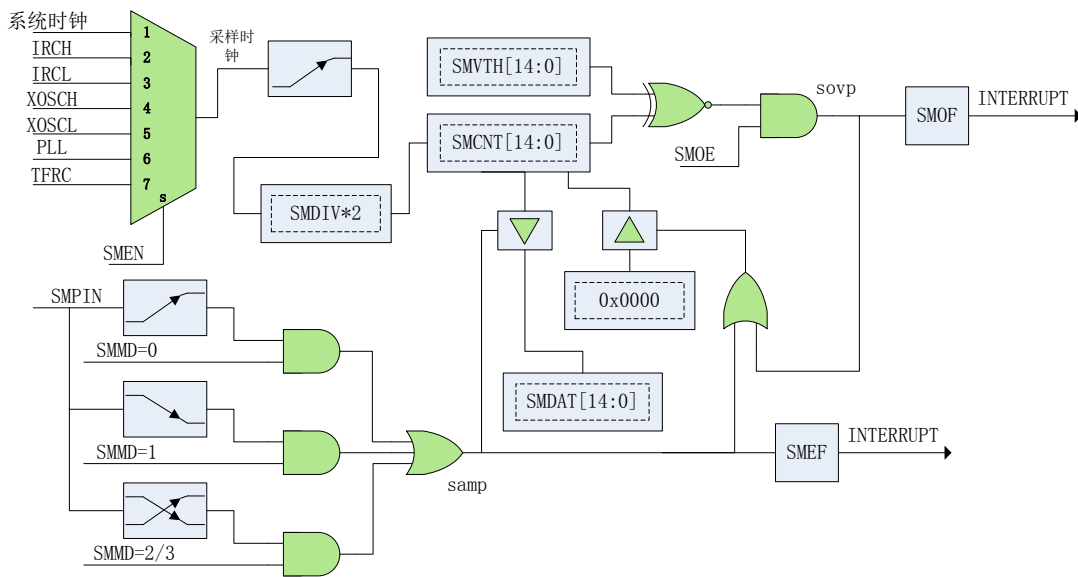 系统时钟
IRCH
IRCL
XOSCH
XOSCL
PLL
TFRC
1
2
3
4
5
6
7
s
SMEN
采样时
钟
SMDIV*2
SMVTH[14:0]
SMCNT[14:0]
SMOE
sovp
SMOF
INTERRUPT
0x0000
SMDAT[14:0]
SMPIN
SMMD=0
SMMD=1
SMMD=2/3
samp
SMEF
INTERRUPT